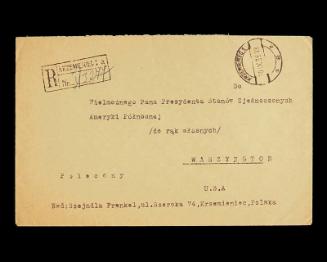 KRZEMIENIEC
R
Nr.
Do
Wielmożnego Pana Prezydenta Stanów Zjednoczonych
Ameryki Północnej
/do rąk własnych/
WASZYNGTON
Polecony
U.S.A
Nad:Szejndla Frenkel,ul.Szeroka 74,Krzemieniec,Polska